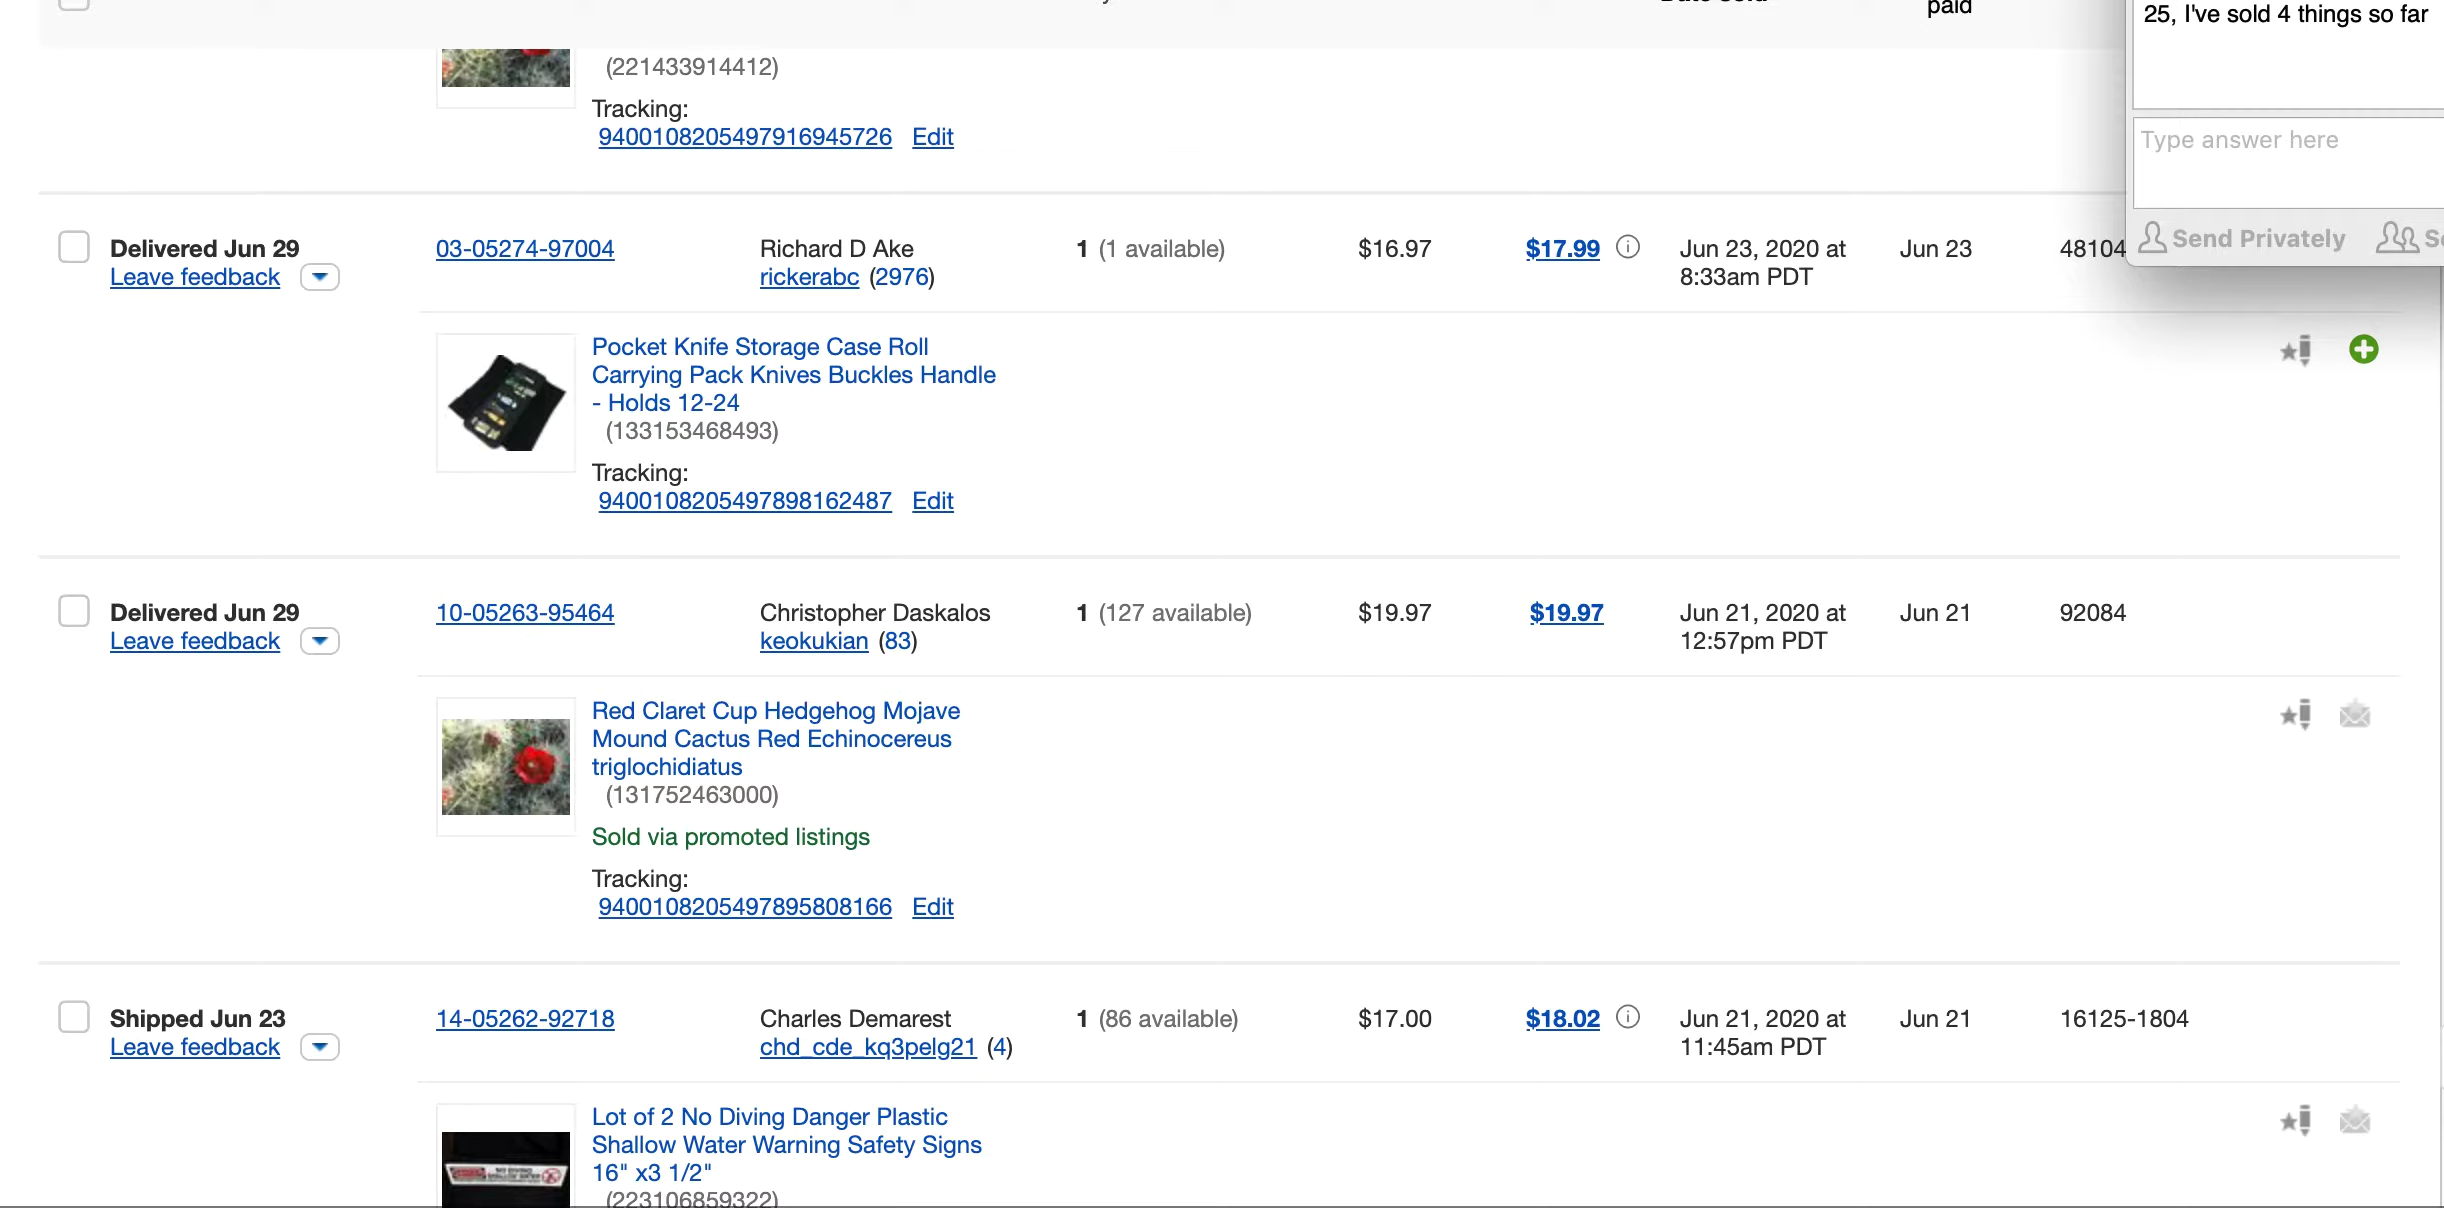 paid
25, I've sold 4 things so far
(221433914412)
Tracking:
9400108205497916945726 Edit
Type answer here
Send Privately
Delivered Jun 29 03-05274-97004 Richard D Ake 1 (1 available) $16.97 $17.99 Jun 23, 2020 at Jun 23 48104
Leave feedback rickerabc (2976) 8:33am PDT
Pocket Knife Storage Case Roll
Carrying Pack Knives Buckles Handle
- Holds 12-24
(133153468493)
Tracking:
9400108205497898162487 Edit
Delivered Jun 29 10-05263-95464 Christopher Daskalos 1 (127 available) $19.97 $19.97 Jun 21, 2020 at Jun 21 92084
Leave feedback keokukian (83) 12:57pm PDT
Red Claret Cup Hedgehog Mojave
Mound Cactus Red Echinocereus
triglochidiatus
(131752463000)
Sold via promoted listings
Tracking:
9400108205497895808166 Edit
Shipped Jun 23 14-05262-92718 Charles Demarest 1 (86 available) $17.00 $18.02 Jun 21, 2020 at Jun 21 16125-1804
Leave feedback chd_cde_kq3pelg21 (4) 11:45am PDT
Lot of 2 No Diving Danger Plastic
Shallow Water Warning Safety Signs
16" x3 1/2"
(223106859322)